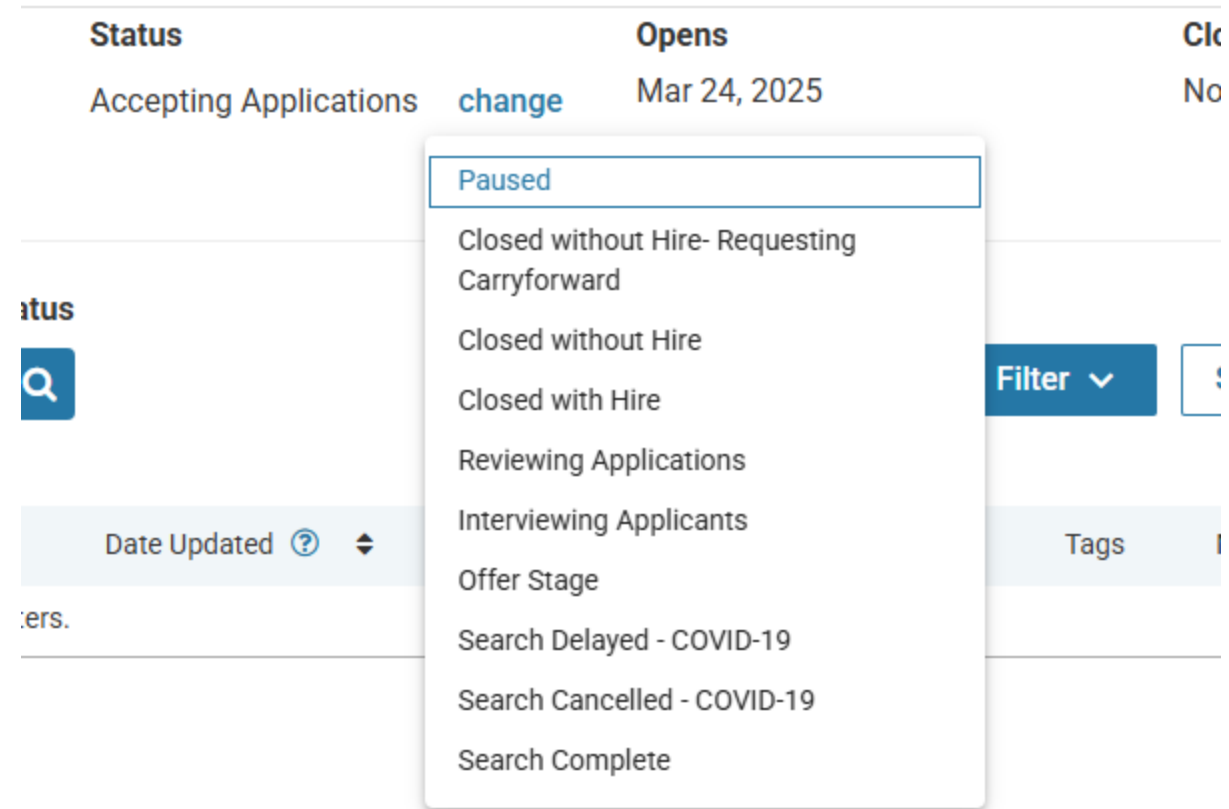 Status
Opens
Accepting Applications change
Mar 24, 2025
Paused
Closed without Hire- Requesting
Carryforward
Closed without Hire
Closed with Hire
Reviewing Applications
Interviewing Applicants
Offer Stage
Search Delayed - COVID-19
Search Cancelled - COVID-19
Search Complete
Filter
Date Updated
Tags